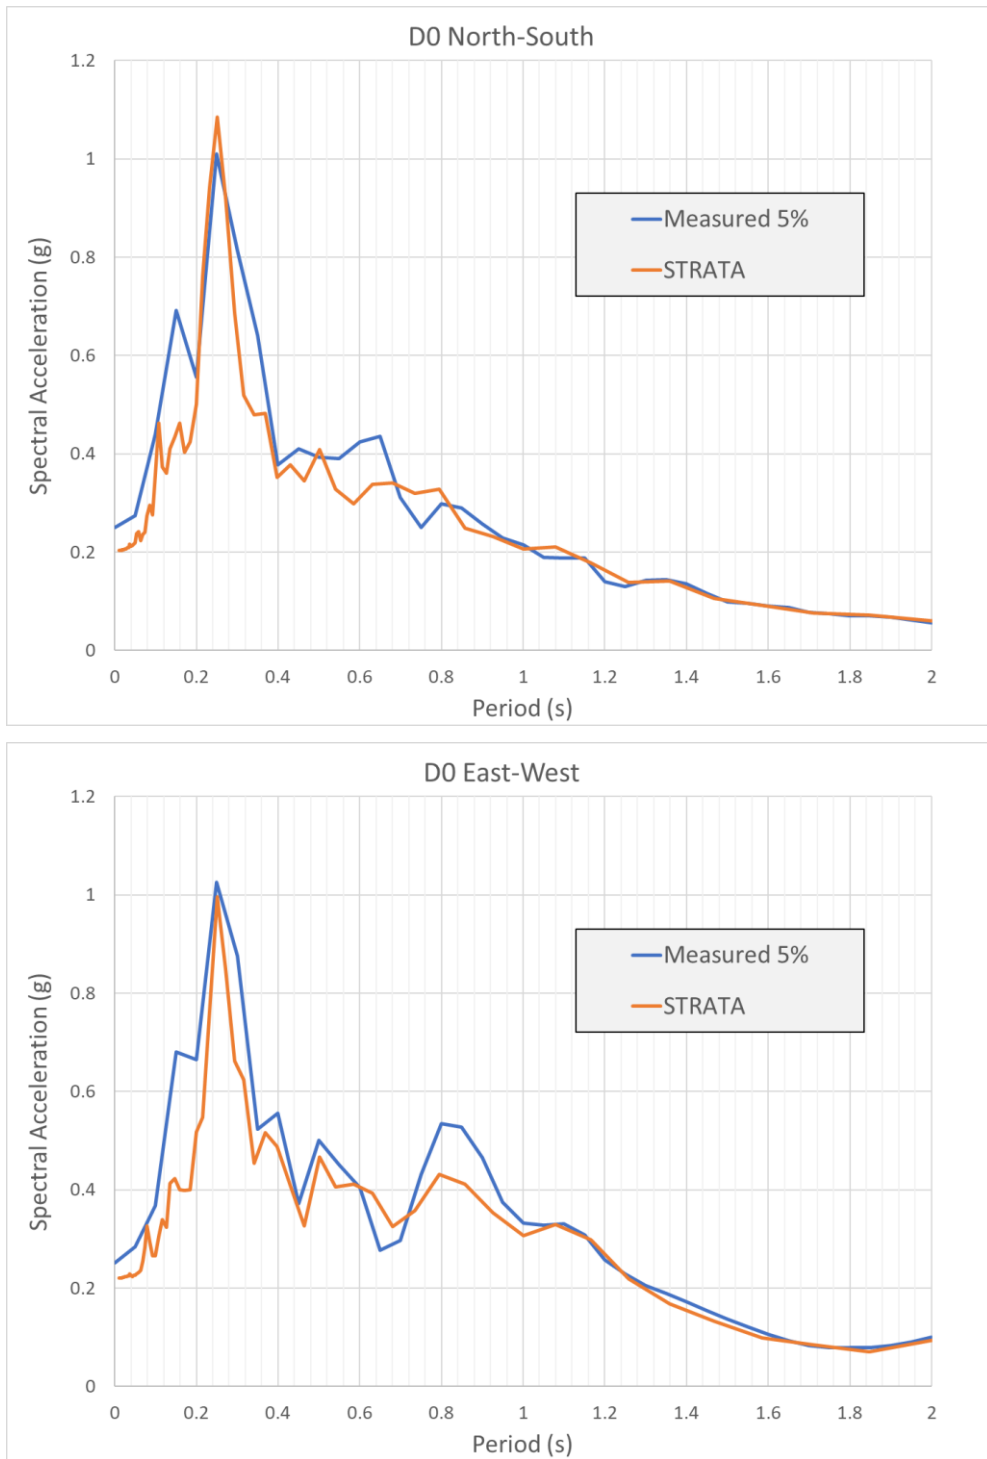 D0 North-South
1.2
1
0.8
0.6
0.4
0.2
0
Spectral Acceleration (g)
Measured 5%
STRATA
0 0.2 0.4 0.6 0.8 1 1.2 1.4 1.6 1.8 2
Period (s)
D0 East-West
1.2
1
0.8
0.6
0.4
0.2
0
Spectral Acceleration (g)
Measured 5%
STRATA
0 0.2 0.4 0.6 0.8 1 1.2 1.4 1.6 1.8 2
Period (s)